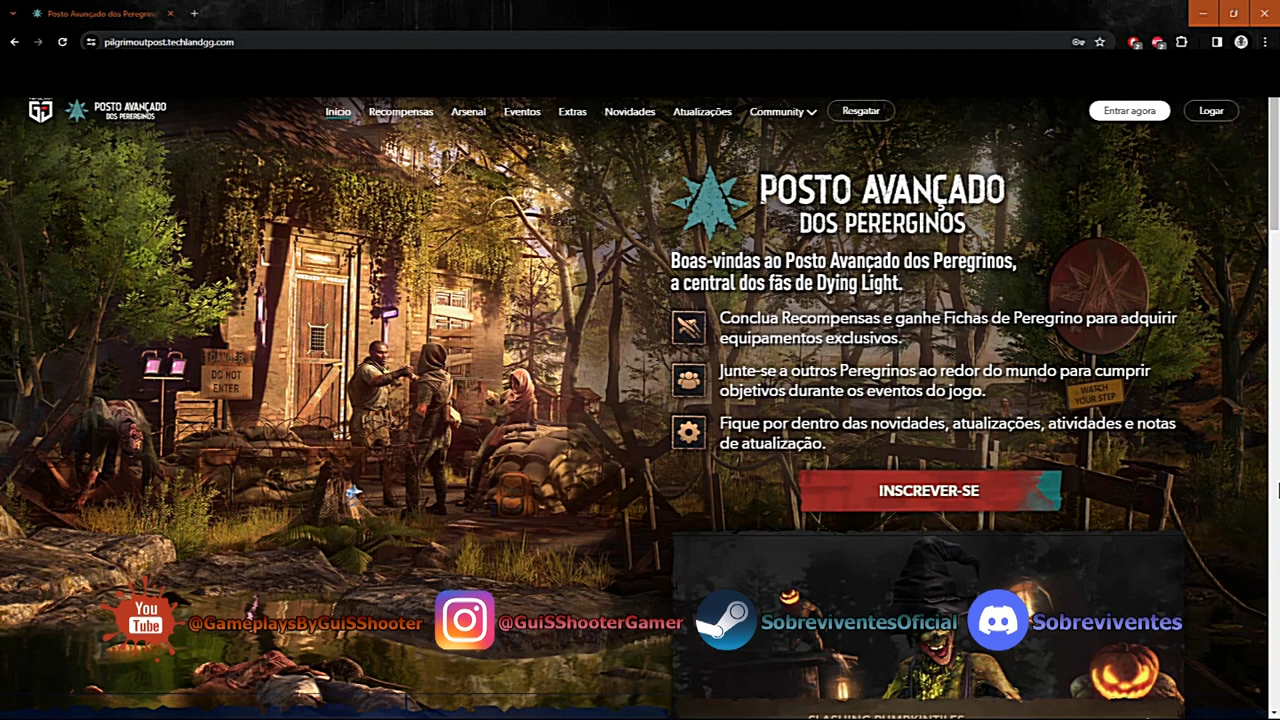 Posto Avançado dos Peregrin
pilgrimoutpost.techlandgg.com
GG
POSTO AVANÇADO
DOS PEREGRINOS
Início
Recompensas
Arsenal
Eventos
Extras
Novidades
Atualizações
Community
Resgatar
Entrar agora
Logar
POSTO AVANÇADO
DOS PERERGINOS
Boas-vindas ao Posto Avançado dos Peregrinos,
a central dos fãs de Dying Light.
Conclua Recompensas e ganhe Fichas de Peregrino para adquirir
equipamentos exclusivos.
Junte-se a outros Peregrinos ao redor do mundo para cumprir
objetivos durante os eventos do jogo.
Fique por dentro das novidades, atualizações, atividades e notas
de atualização.
INSCREVER-SE
DANGER
DO NOT
ENTER
WATCH
YOUR STEP
You
Tube
@GameplaysByGuiSShooter
@GuiSShooterGamer
SobreviventesOficial
Sobreviventes